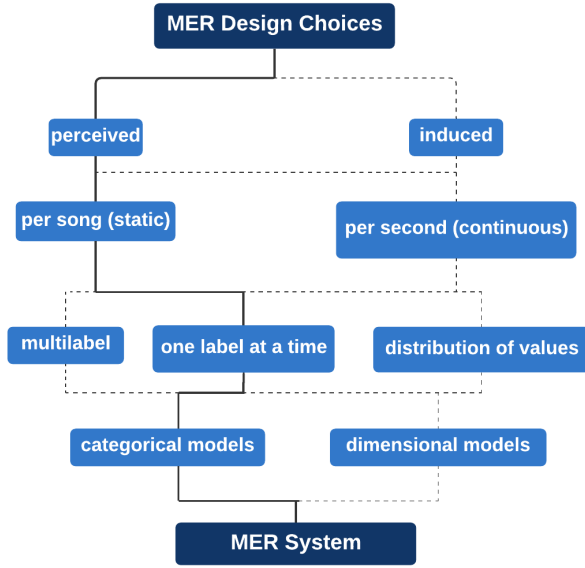 MER Design Choices
perceived
induced
per song (static)
per second (continuous)
multilabel
one label at a time
distribution of values
categorical models
dimensional models
MER System